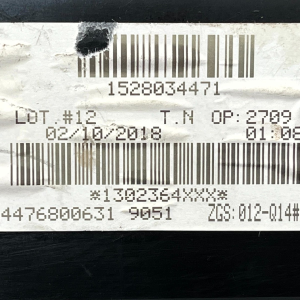 1528034471
LOT.#12 T.N OP:2709
02/10/2018 01:08
*1302364XXX*
4476800631 9051 ZGS:012-Q14#